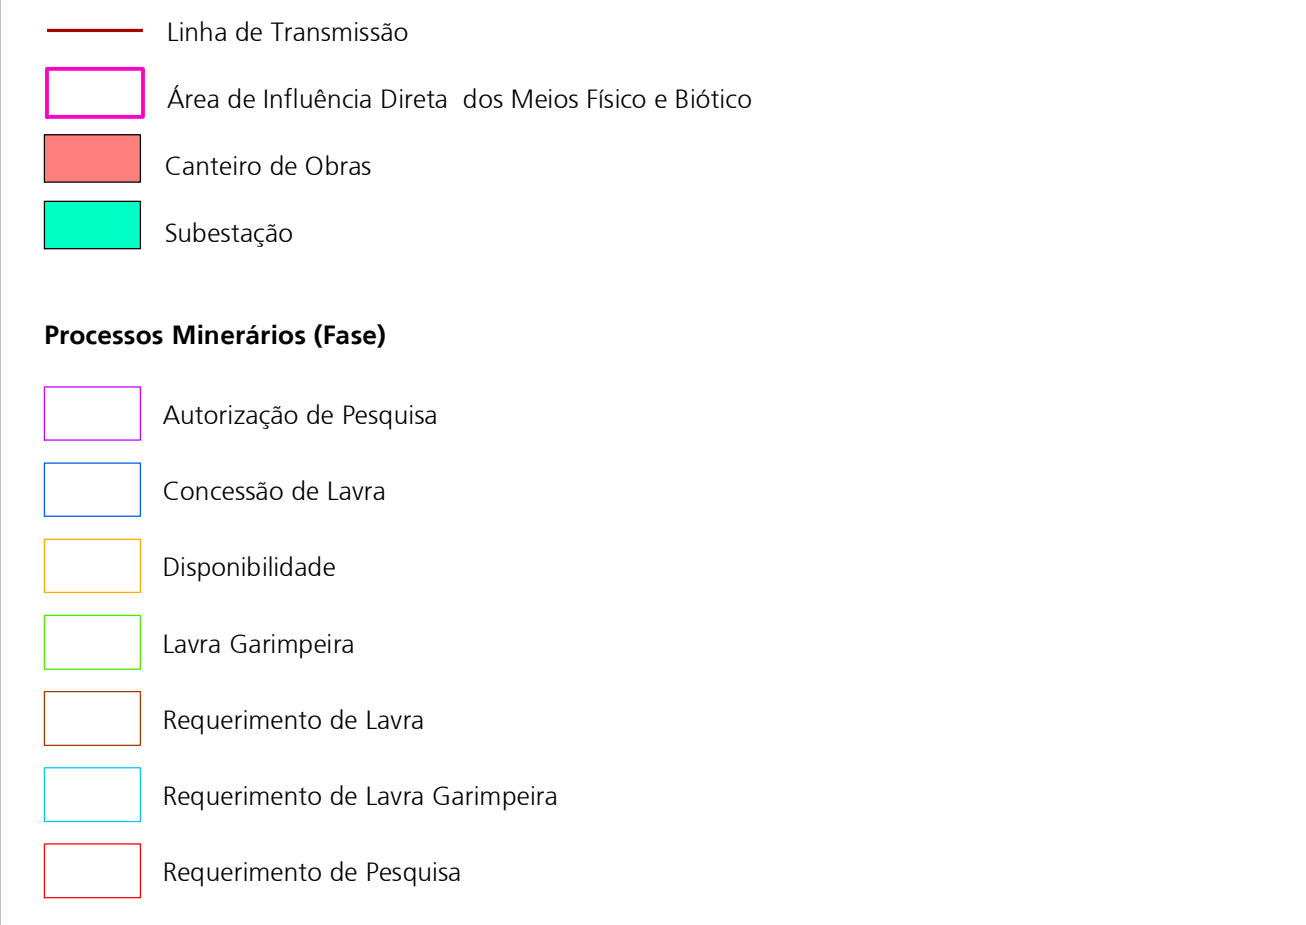 Linha de Transmissão
Área de Influência Direta  dos Meios Físico e Biótico
Canteiro de Obras
Subestação
Processos Minerários (Fase)
Autorização de Pesquisa
Concessão de Lavra
Disponibilidade
Lavra Garimpeira
Requerimento de Lavra
Requerimento de Lavra Garimpeira
Requerimento de Pesquisa